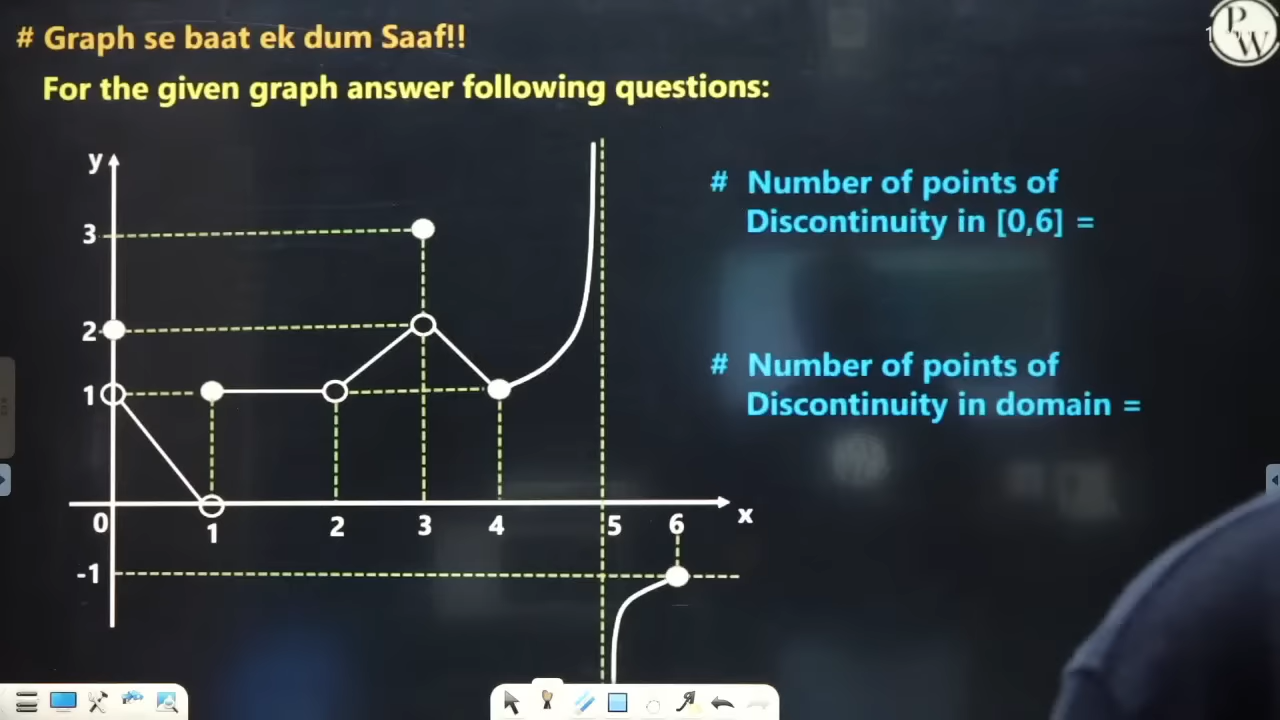 # Graph se baat ek dum Saaf!!
PW
For the given graph answer following questions:
y
3
2
1
0
1
2
3
4
5
6
x
-1
# Number of points of
Discontinuity in [0,6] =
# Number of points of
Discontinuity in domain =